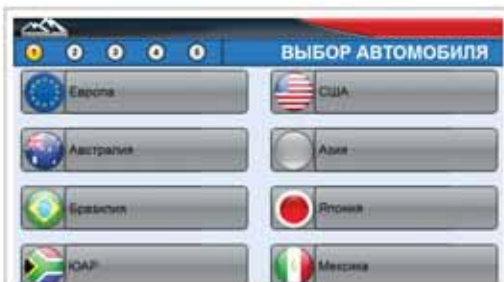 1 2 3 4 5 ВЫБОР АВТОМОБИЛЯ
Европа США
Австралия Азия
Бразилия Япония
ЮАР Мексика